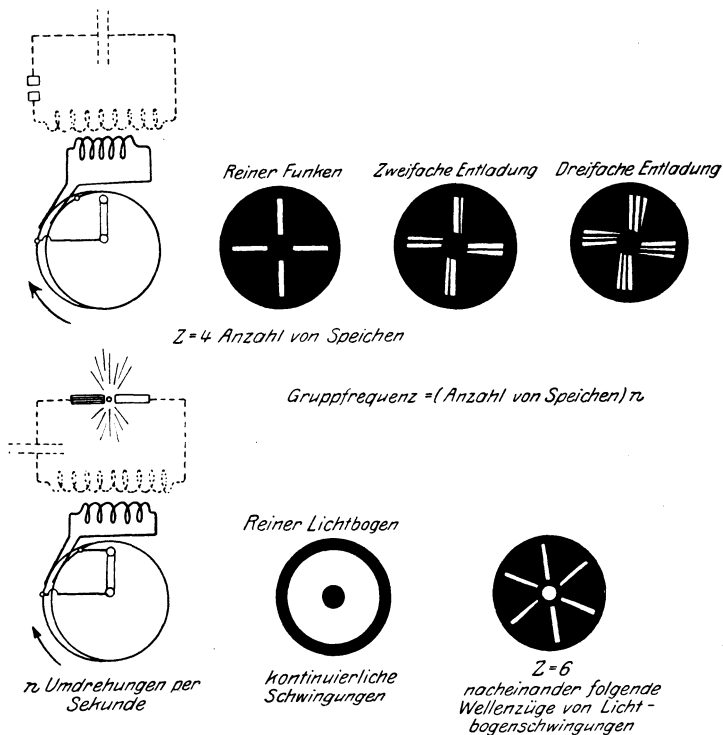 Reiner Funken
Zweifache Entladung
Dreifache Entladung
Z=4 Anzahl von Speichen
Gruppfrequenz =(Anzahl von Speichen) n
Reiner Lichtbogen
n Umdrehungen per
Sekunde
kontinuierliche
Schwingungen
Z=6
nacheinander folgende
Wellenzüge von Licht-
bogenschwingungen